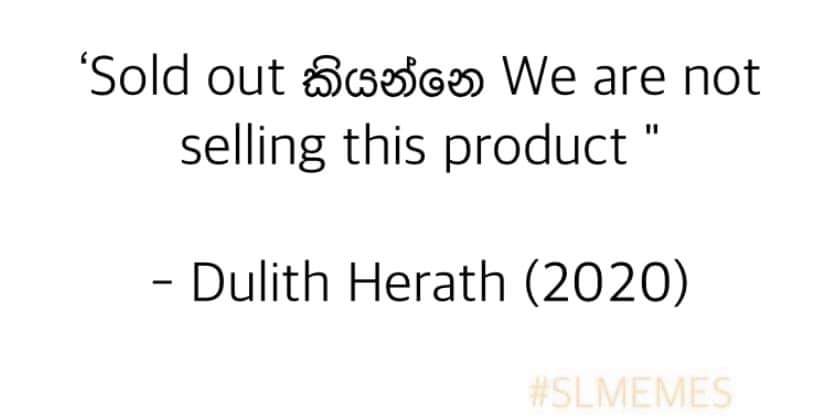 ‘Sold out කියන්නෙ We are not
selling this product "
– Dulith Herath (2020)
#SLMEMES